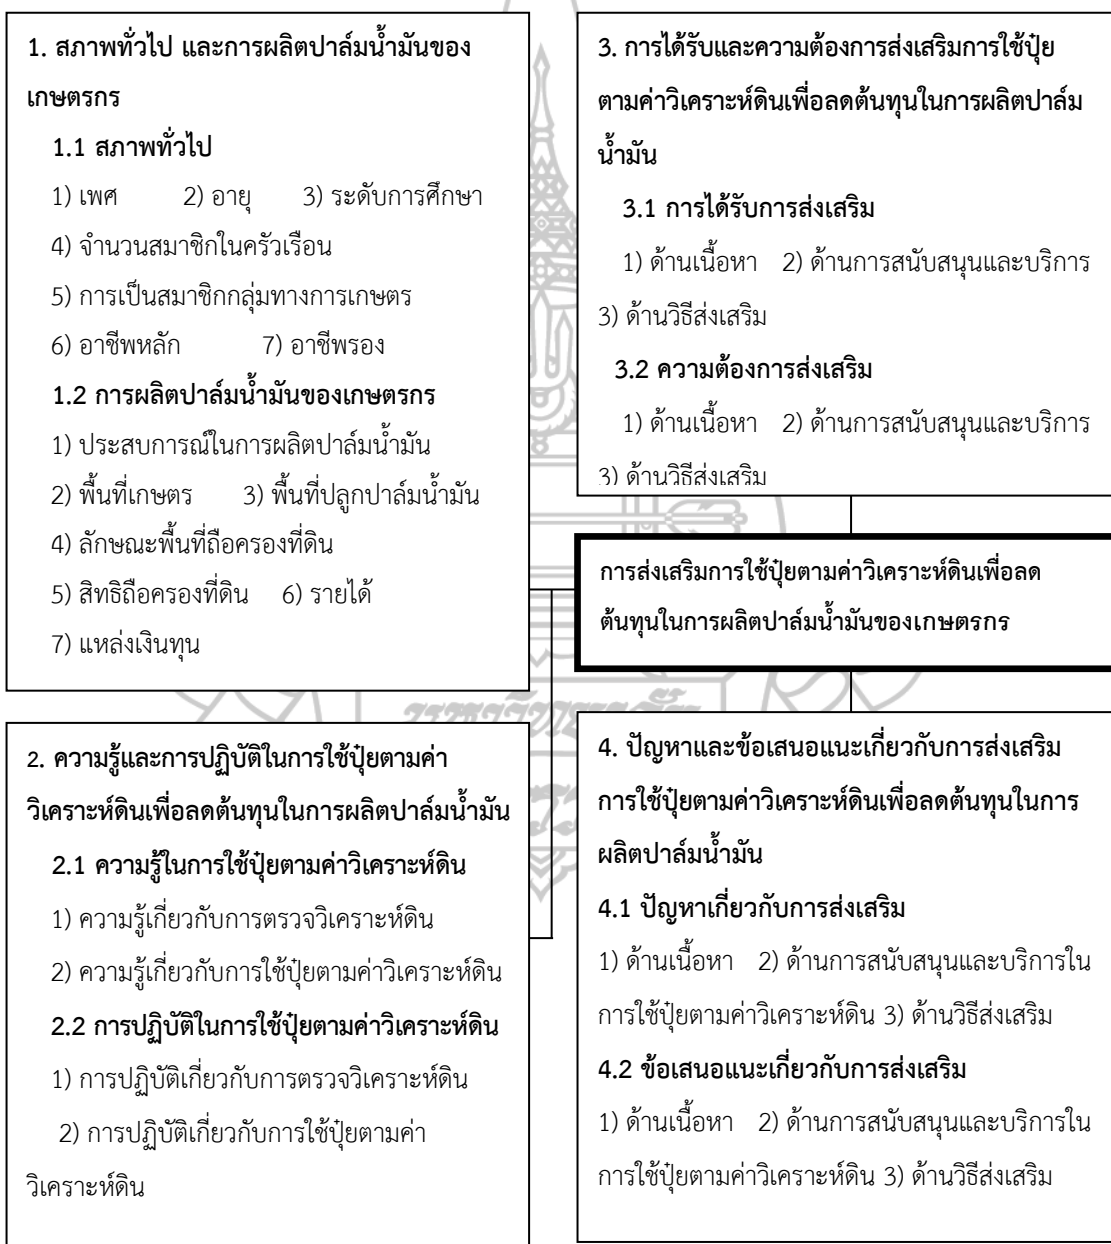 1. สภาพทั่วไป และการผลิตปาล์มน้ำมันของ
เกษตรกร
1.1 สภาพทั่วไป
1) เพศ 2) อายุ 3) ระดับการศึกษา
4) จำนวนสมาชิกในครัวเรือน
5) การเป็นสมาชิกกลุ่มทางการเกษตร
6) อาชีพหลัก 7) อาชีพรอง
1.2 การผลิตปาล์มน้ำมันของเกษตรกร
1) ประสบการณ์ในการผลิตปาล์มน้ำมัน
2) พื้นที่เกษตร 3) พื้นที่ปลูกปาล์มน้ำมัน
4) ลักษณะพื้นที่ถือครองที่ดิน
5) สิทธิถือครองที่ดิน 6) รายได้
7) แหล่งเงินทุน
2. ความรู้และการปฏิบัติในการใช้ปุ๋ยตามค่า
วิเคราะห์ดินเพื่อลดต้นทุนในการผลิตปาล์มน้ำมัน
2.1 ความรู้ในการใช้ปุ๋ยตามค่าวิเคราะห์ดิน
1) ความรู้เกี่ยวกับการตรวจวิเคราะห์ดิน
2) ความรู้เกี่ยวกับการใช้ปุ๋ยตามค่าวิเคราะห์ดิน
2.2 การปฏิบัติในการใช้ปุ๋ยตามค่าวิเคราะห์ดิน
1) การปฏิบัติเกี่ยวกับการตรวจวิเคราะห์ดิน
2) การปฏิบัติเกี่ยวกับการใช้ปุ๋ยตามค่า
วิเคราะห์ดิน
3. การได้รับและความต้องการส่งเสริมการใช้ปุ๋ย
ตามค่าวิเคราะห์ดินเพื่อลดต้นทุนในการผลิตปาล์ม
น้ำมัน
3.1 การได้รับการส่งเสริม
1) ด้านเนื้อหา 2) ด้านการสนับสนุนและบริการ
3) ด้านวิธีส่งเสริม
3.2 ความต้องการส่งเสริม
1) ด้านเนื้อหา 2) ด้านการสนับสนุนและบริการ
3) ด้านวิธีส่งเสริม
การส่งเสริมการใช้ปุ๋ยตามค่าวิเคราะห์ดินเพื่อลด
ต้นทุนในการผลิตปาล์มน้ำมันของเกษตรกร
4. ปัญหาและข้อเสนอแนะเกี่ยวกับการส่งเสริม
การใช้ปุ๋ยตามค่าวิเคราะห์ดินเพื่อลดต้นทุนในการ
ผลิตปาล์มน้ำมัน
4.1 ปัญหาเกี่ยวกับการส่งเสริม
1) ด้านเนื้อหา 2) ด้านการสนับสนุนและบริการใน
การใช้ปุ๋ยตามค่าวิเคราะห์ดิน 3) ด้านวิธีส่งเสริม
4.2 ข้อเสนอแนะเกี่ยวกับการส่งเสริม
1) ด้านเนื้อหา 2) ด้านการสนับสนุนและบริการใน
การใช้ปุ๋ยตามค่าวิเคราะห์ดิน 3) ด้านวิธีส่งเสริม